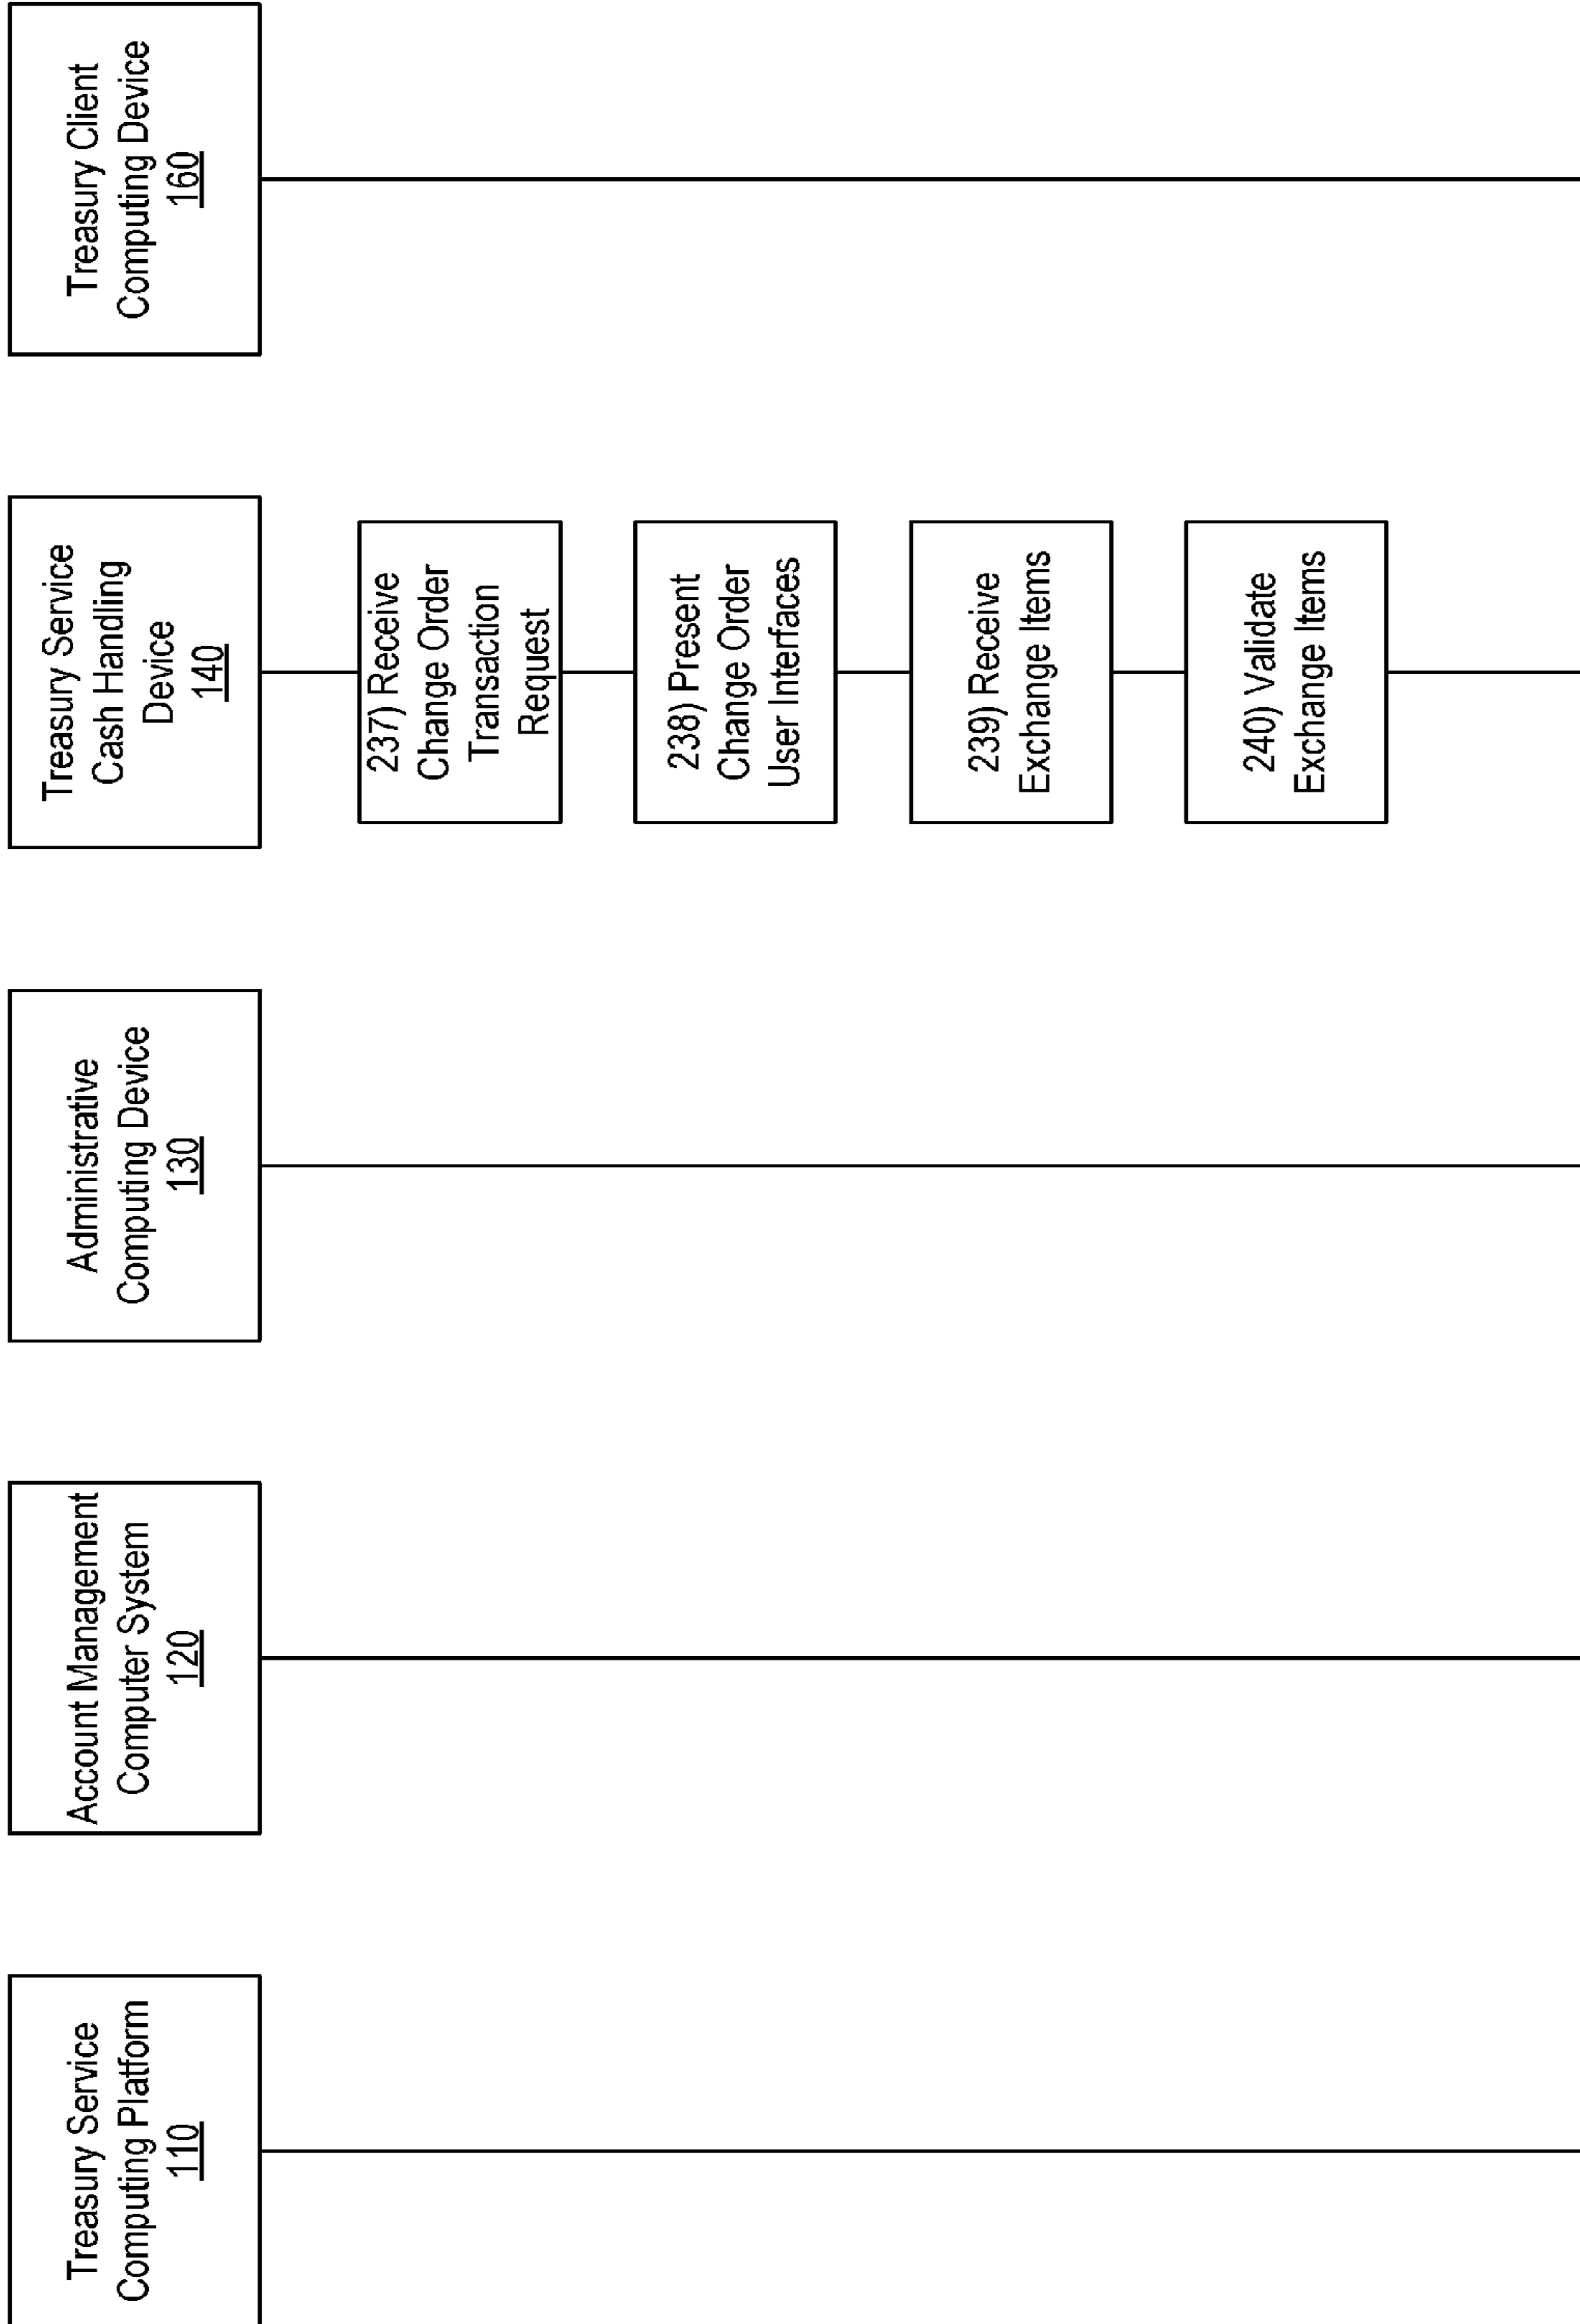 Treasury Service
Computing Platform
110
Account Management
Computer System
120
Administrative
Computing Device
130
Treasury Service
Cash Handling
Device
140
Treasury Client
Computing Device
160
237) Receive
Change Order
Transaction
Request
238) Present
Change Order
User Interfaces
239) Receive
Exchange Items
240) Validate
Exchange Items